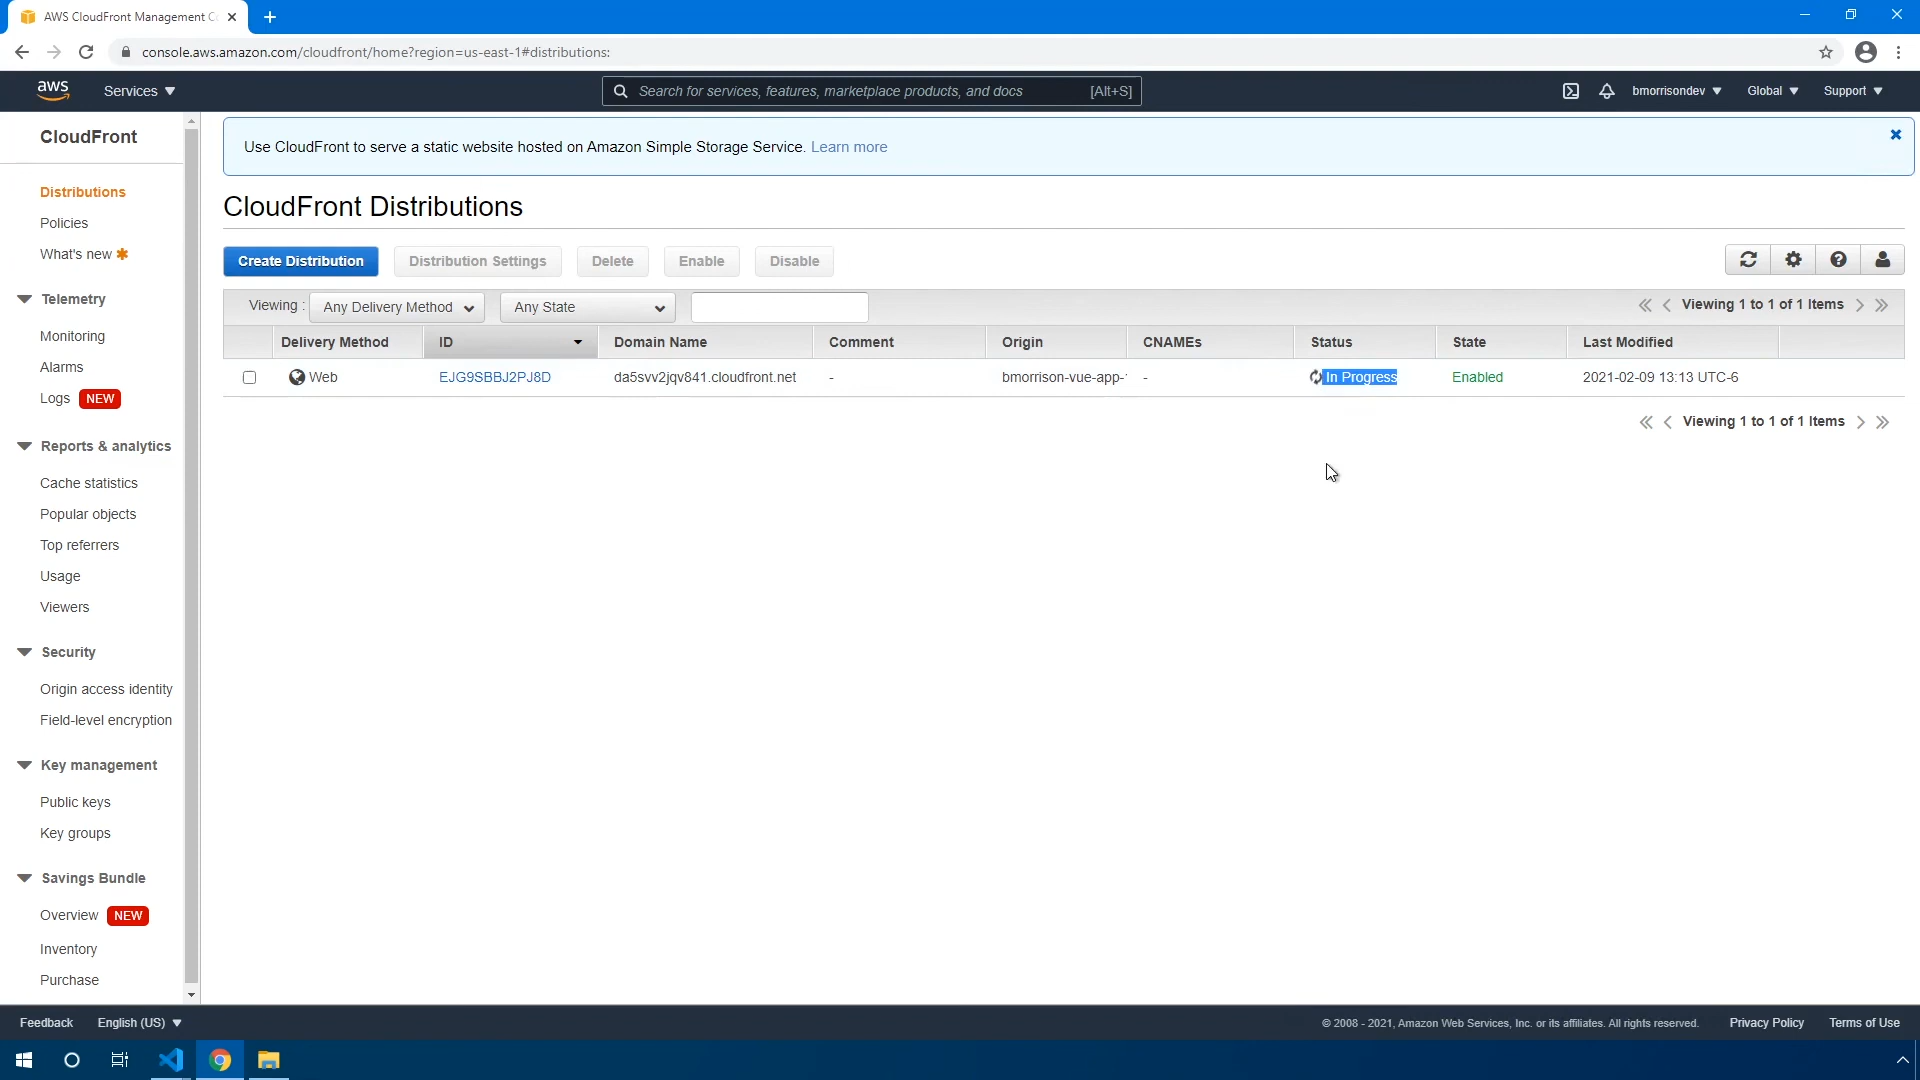 AWS CloudFront Management C
console.aws.amazon.com/cloudfront/home?region=us-east-1#distributions:
aws
Services
Search for services, features, marketplace products, and docs
[Alt+S]
bmorrisondev
Global
Support
CloudFront
Distributions
Policies
What's new
Telemetry
Monitoring
Alarms
Logs NEW
Reports & analytics
Cache statistics
Popular objects
Top referrers
Usage
Viewers
Security
Origin access identity
Field-level encryption
Key management
Public keys
Key groups
Savings Bundle
Overview NEW
Inventory
Purchase
Use CloudFront to serve a static website hosted on Amazon Simple Storage Service. Learn more
CloudFront Distributions
Create Distribution
Distribution Settings
Delete
Enable
Disable
Viewing :
Any Delivery Method
Any State
Viewing 1 to 1 of 1 Items
Delivery Method
ID
Domain Name
Comment
Origin
CNAMEs
Status
State
Last Modified
Web
EJG9SBBJ2PJ8D
da5svv2jqv841.cloudfront.net
-
bmorrison-vue-app-
-
In Progress
Enabled
2021-02-09 13:13 UTC-6
Viewing 1 to 1 of 1 Items
Feedback
English (US)
© 2008 - 2021, Amazon Web Services, Inc. or its affiliates. All rights reserved.
Privacy Policy
Terms of Use